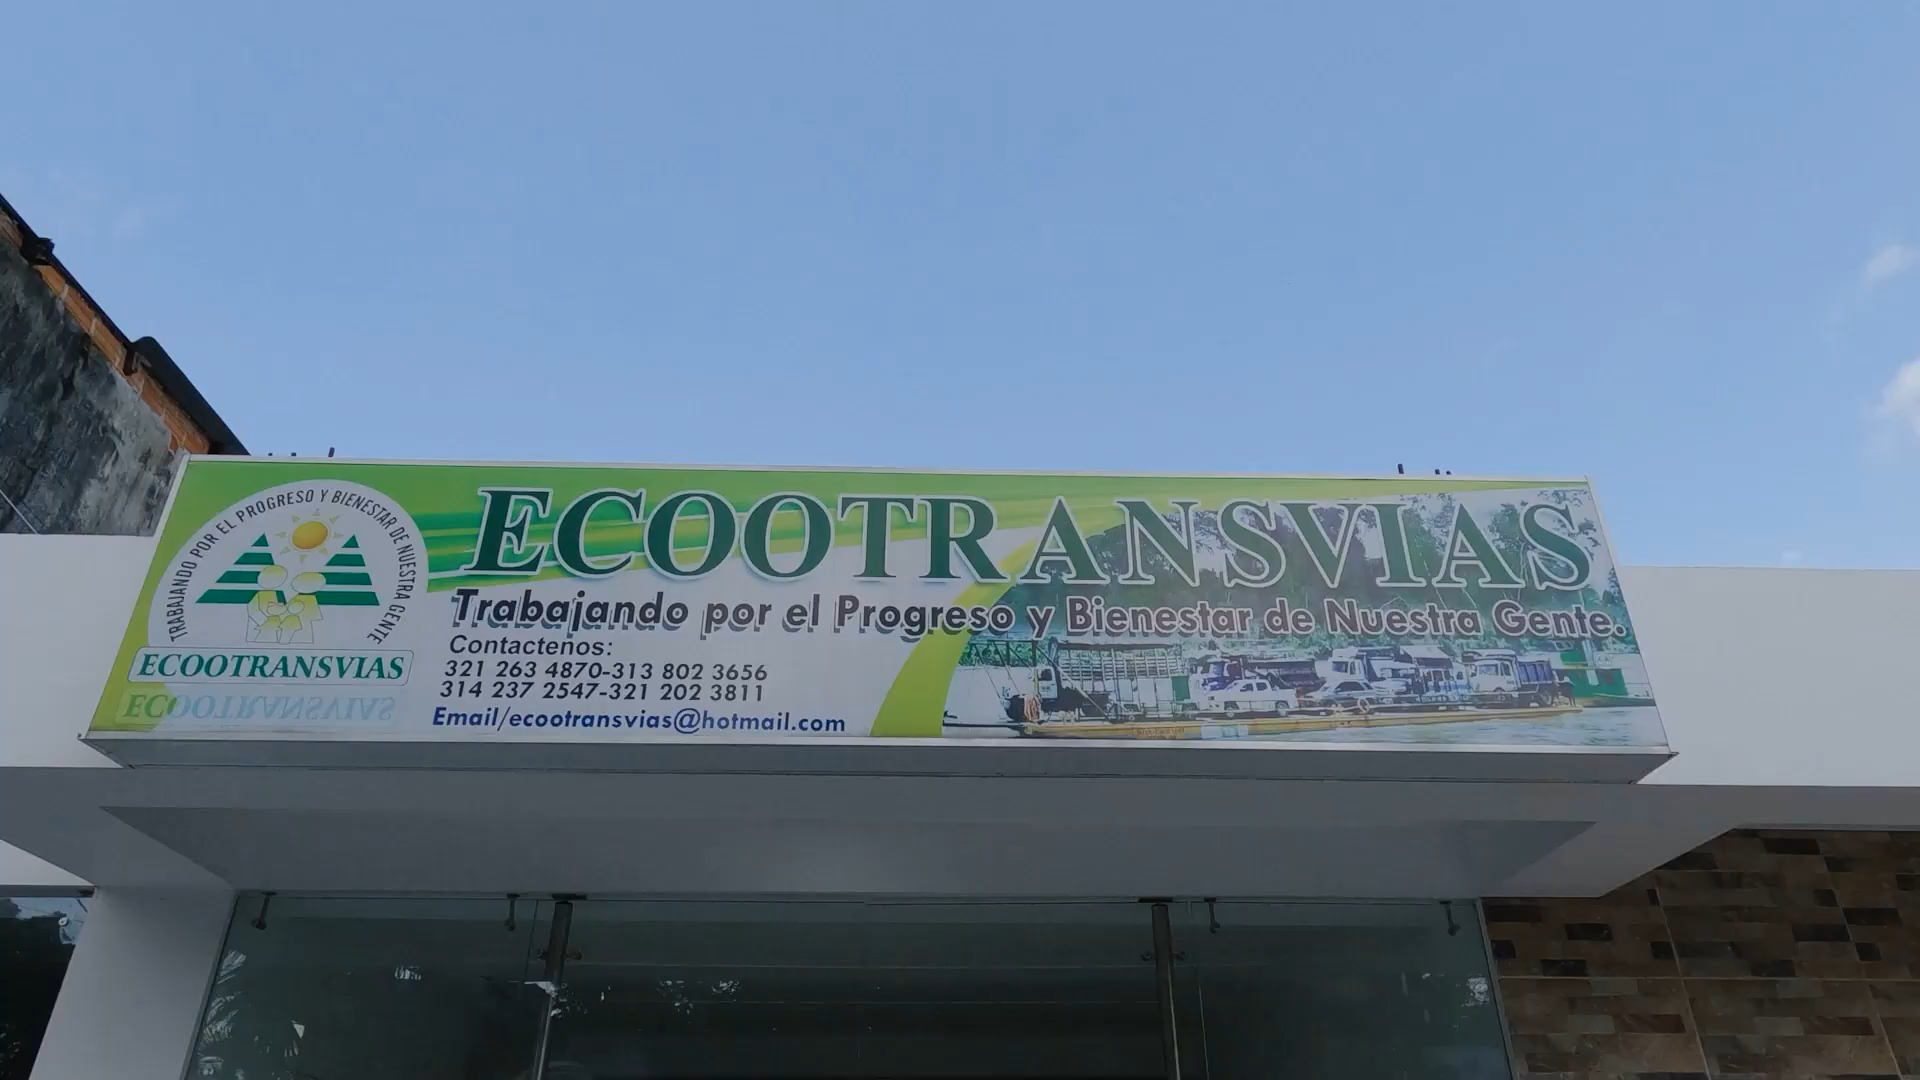 TRABAJANDO POR EL PROGRESO Y BIENESTAR DE NUESTRA GENTE
ECOOTRANSVIAS
ECOOTRANSVIAS
ECOOTRANSVIAS
Trabajando por el Progreso y Bienestar de Nuestra Gente.
Contactenos:
321 263 4870-313 802 3656
314 237 2547-321 202 3811
Email/ecootransvias@hotmail.com